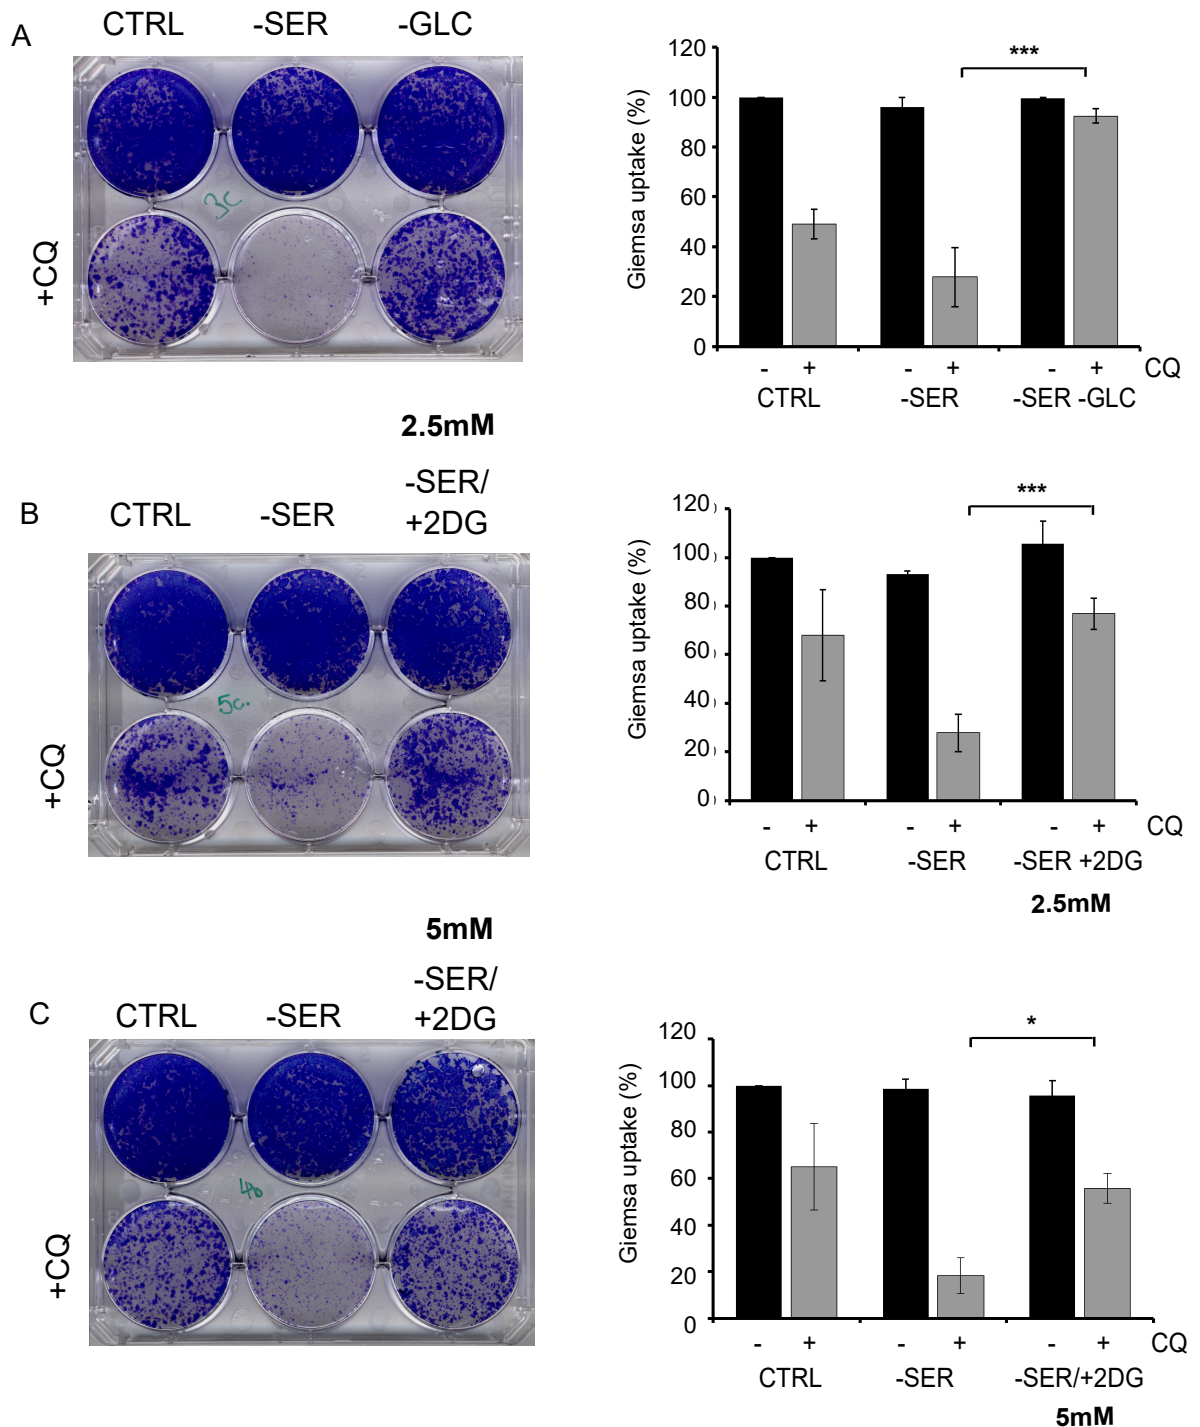 A
CTRL -SER -GLC
3C
+CQ
Giemsa uptake (%)
120
100
80
60
40
20
0
***
- + - + - + CQ
CTRL -SER -SER -GLC
2.5mM
B
CTRL -SER -SER/
+2DG
5c.
+CQ
Giemsa uptake (%)
120
100
80
60
40
20
0
***
- + - + - + CQ
CTRL -SER -SER +2DG
2.5mM
5mM
C
CTRL -SER -SER/
+2DG
+CQ
Giemsa uptake (%)
120
100
80
60
40
20
0
*
- + - + - + CQ
CTRL -SER -SER/+2DG
5mM